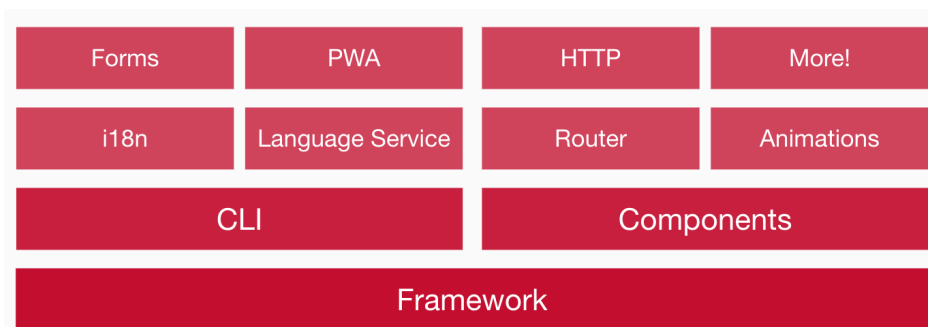 Forms
PWA
HTTP
More!
i18n
Language Service
Router
Animations
CLI
Components
Framework